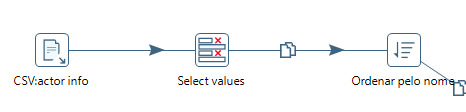 CSV:actor info
Select values
Ordenar pelo nome